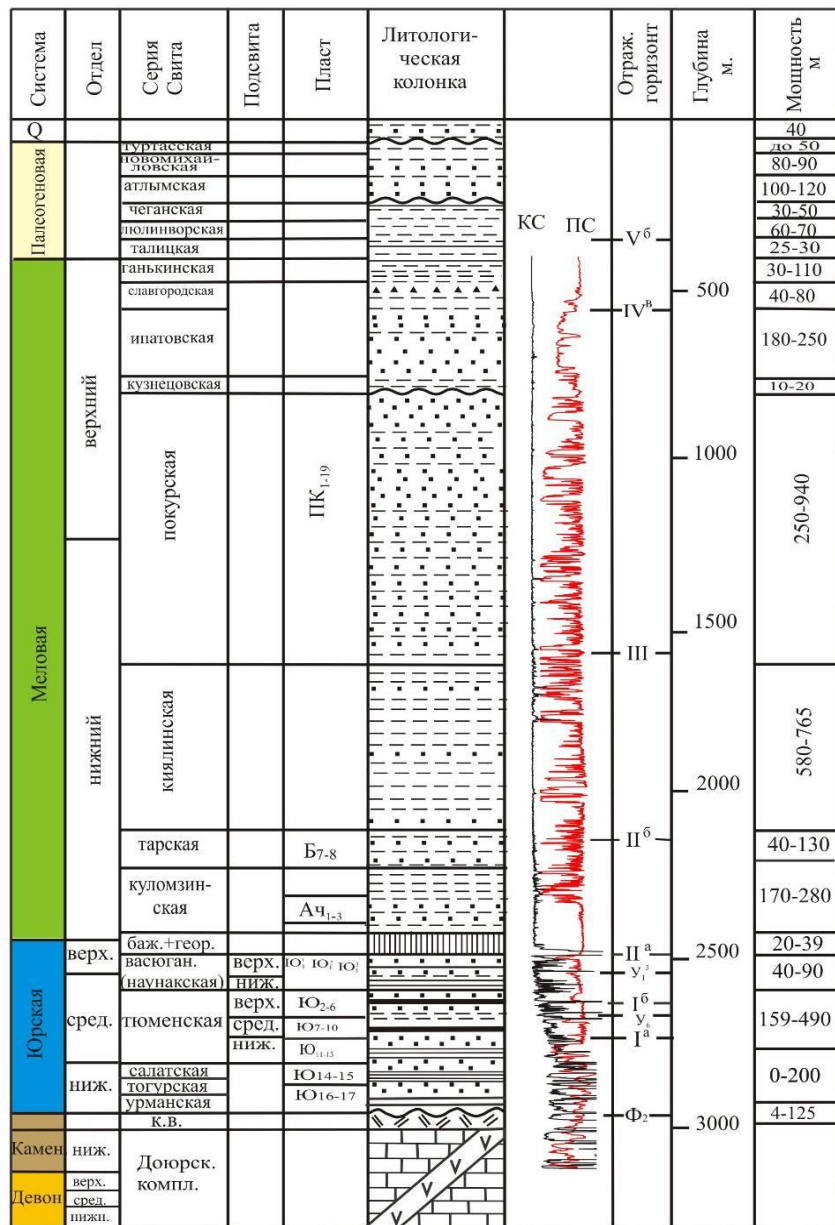 Система
Отдел
Серия
Свита
Подсвита
Пласт
Литологи-
ческая
колонка
Отраж.
горизонт
Глубина
м.
Мощность
м
Q
40
туртасская
до 50
новомихай-
ловская
80-90
Палеогеновая
атлымская
100-120
чеганская
30-50
люлинворская
60-70
талицкая
25-30
КС
ПС
Vб
ганькинская
30-110
500
славгородская
40-80
IVв
ипатовская
180-250
кузнецовская
10-20
Меловая
верхний
покурская
ПК1-19
1000
250-940
1500
III
нижний
киялинская
580-765
2000
тарская
Б7-8
IIб
40-130
куломзин-
ская
Ач1-3
170-280
Юрская
верх.
баж.+геор.
IIа
2500
20-39
васюган.
(наунакская)
верх.
ниж.
40-90
сред.
тюменская
верх.
Ю2-6
Iб
сред.
Ю7-10
159-490
ниж.
Ю11-13
Iа
ниж.
салатская
Ю14-15
0-200
тогурская
Ю16-17
урманская
к.в.
Ф2
4-125
3000
Камен.
ниж.
Доюрск.
компл.
Девон
верх.
сред.
нижн.